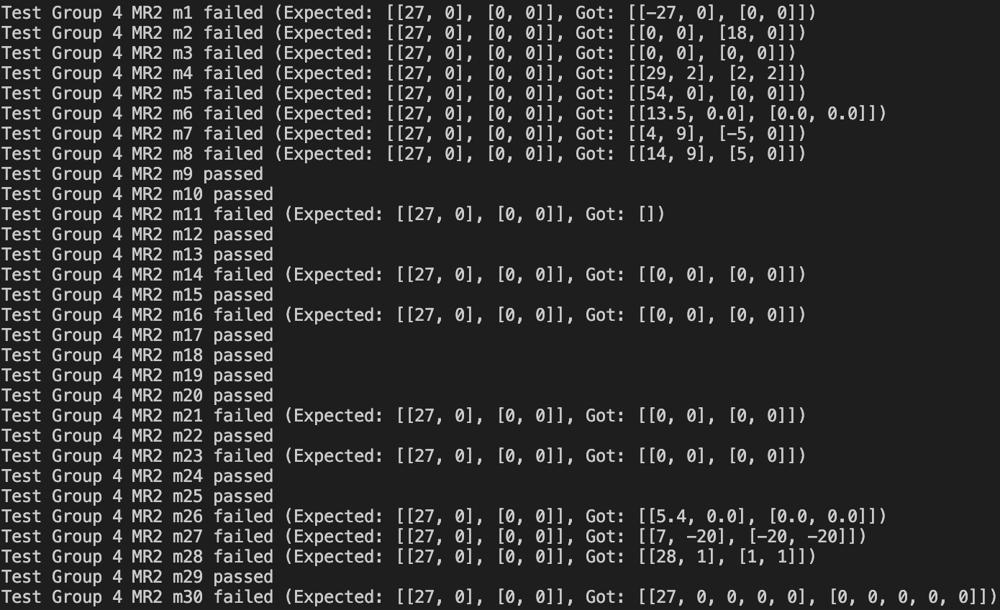 Test Group 4 MR2 m1 failed (Expected: [[27, 0], [0, 0]], Got: [[-27, 0], [0, 0]])
Test Group 4 MR2 m2 failed (Expected: [[27, 0], [0, 0]], Got: [[0, 0], [18, 0]])
Test Group 4 MR2 m3 failed (Expected: [[27, 0], [0, 0]], Got: [[0, 0], [0, 0]])
Test Group 4 MR2 m4 failed (Expected: [[27, 0], [0, 0]], Got: [[29, 2], [2, 2]])
Test Group 4 MR2 m5 failed (Expected: [[27, 0], [0, 0]], Got: [[54, 0], [0, 0]])
Test Group 4 MR2 m6 failed (Expected: [[27, 0], [0, 0]], Got: [[13.5, 0.0], [0.0, 0.0]])
Test Group 4 MR2 m7 failed (Expected: [[27, 0], [0, 0]], Got: [[4, 9], [-5, 0]])
Test Group 4 MR2 m8 failed (Expected: [[27, 0], [0, 0]], Got: [[14, 9], [5, 0]])
Test Group 4 MR2 m9 passed
Test Group 4 MR2 m10 passed
Test Group 4 MR2 m11 failed (Expected: [[27, 0], [0, 0]], Got: [])
Test Group 4 MR2 m12 passed
Test Group 4 MR2 m13 passed
Test Group 4 MR2 m14 failed (Expected: [[27, 0], [0, 0]], Got: [[0, 0], [0, 0]])
Test Group 4 MR2 m15 passed
Test Group 4 MR2 m16 failed (Expected: [[27, 0], [0, 0]], Got: [[0, 0], [0, 0]])
Test Group 4 MR2 m17 passed
Test Group 4 MR2 m18 passed
Test Group 4 MR2 m19 passed
Test Group 4 MR2 m20 passed
Test Group 4 MR2 m21 failed (Expected: [[27, 0], [0, 0]], Got: [[0, 0], [0, 0]])
Test Group 4 MR2 m22 passed
Test Group 4 MR2 m23 failed (Expected: [[27, 0], [0, 0]], Got: [[0, 0], [0, 0]])
Test Group 4 MR2 m24 passed
Test Group 4 MR2 m25 passed
Test Group 4 MR2 m26 failed (Expected: [[27, 0], [0, 0]], Got: [[5.4, 0.0], [0.0, 0.0]])
Test Group 4 MR2 m27 failed (Expected: [[27, 0], [0, 0]], Got: [[7, -20], [-20, -20]])
Test Group 4 MR2 m28 failed (Expected: [[27, 0], [0, 0]], Got: [[28, 1], [1, 1]])
Test Group 4 MR2 m29 passed
Test Group 4 MR2 m30 failed (Expected: [[27, 0], [0, 0]], Got: [[27, 0, 0, 0, 0], [0, 0, 0, 0, 0]])